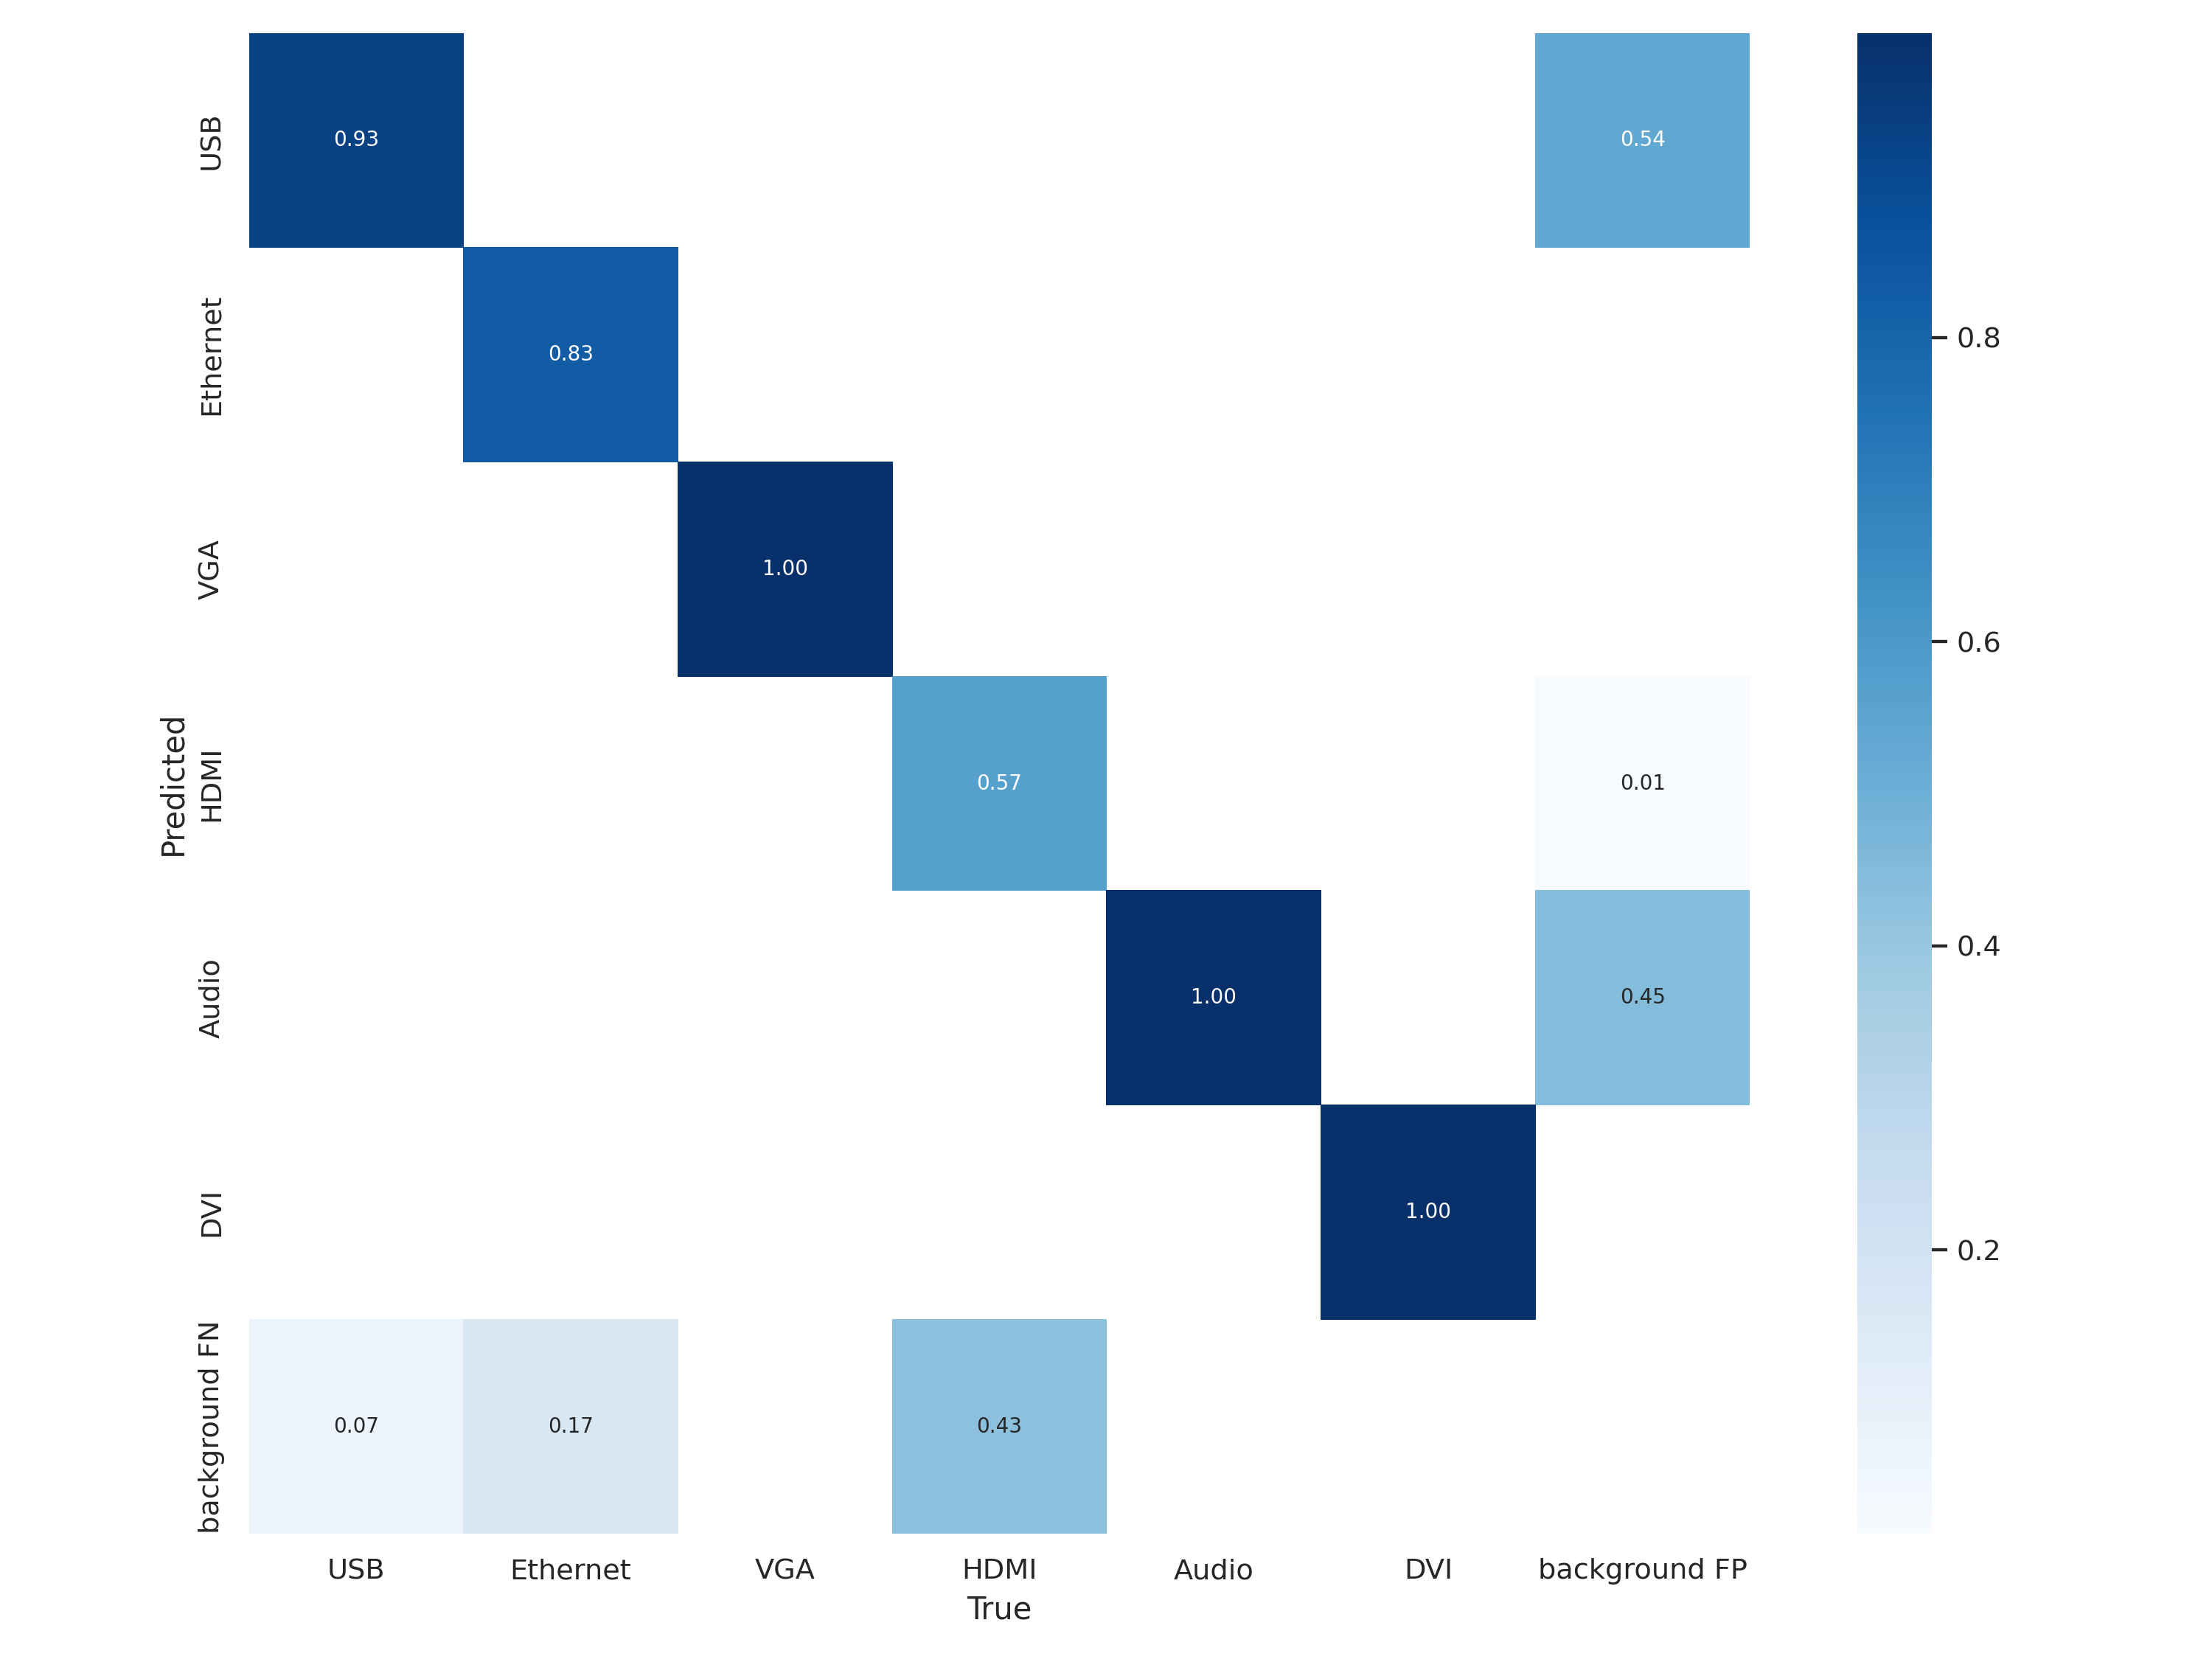 USB
0.93
0.54
Ethernet
0.83
0.8
VGA
1.00
0.6
Predicted
HDMI
0.57
0.01
Audio
1.00
0.45
0.4
DVI
1.00
0.2
background FN
0.07
0.17
0.43
USB
Ethernet
VGA
HDMI
Audio
DVI
background FP
True